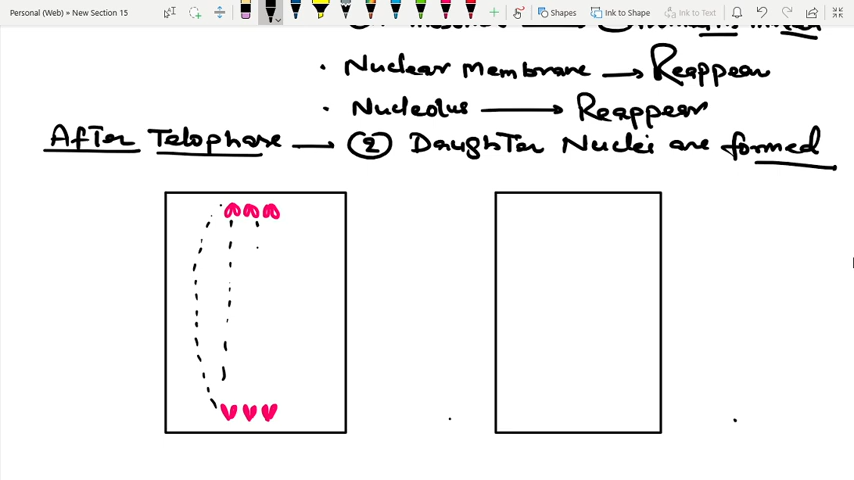 Personal (Web) » New Section 15
Shapes
Ink to Shape
Ink to Text
• Nuclear Membrane → Reappear
• Nucleolus → Reappear
After Telophase → (2) Daughter Nuclei are formed